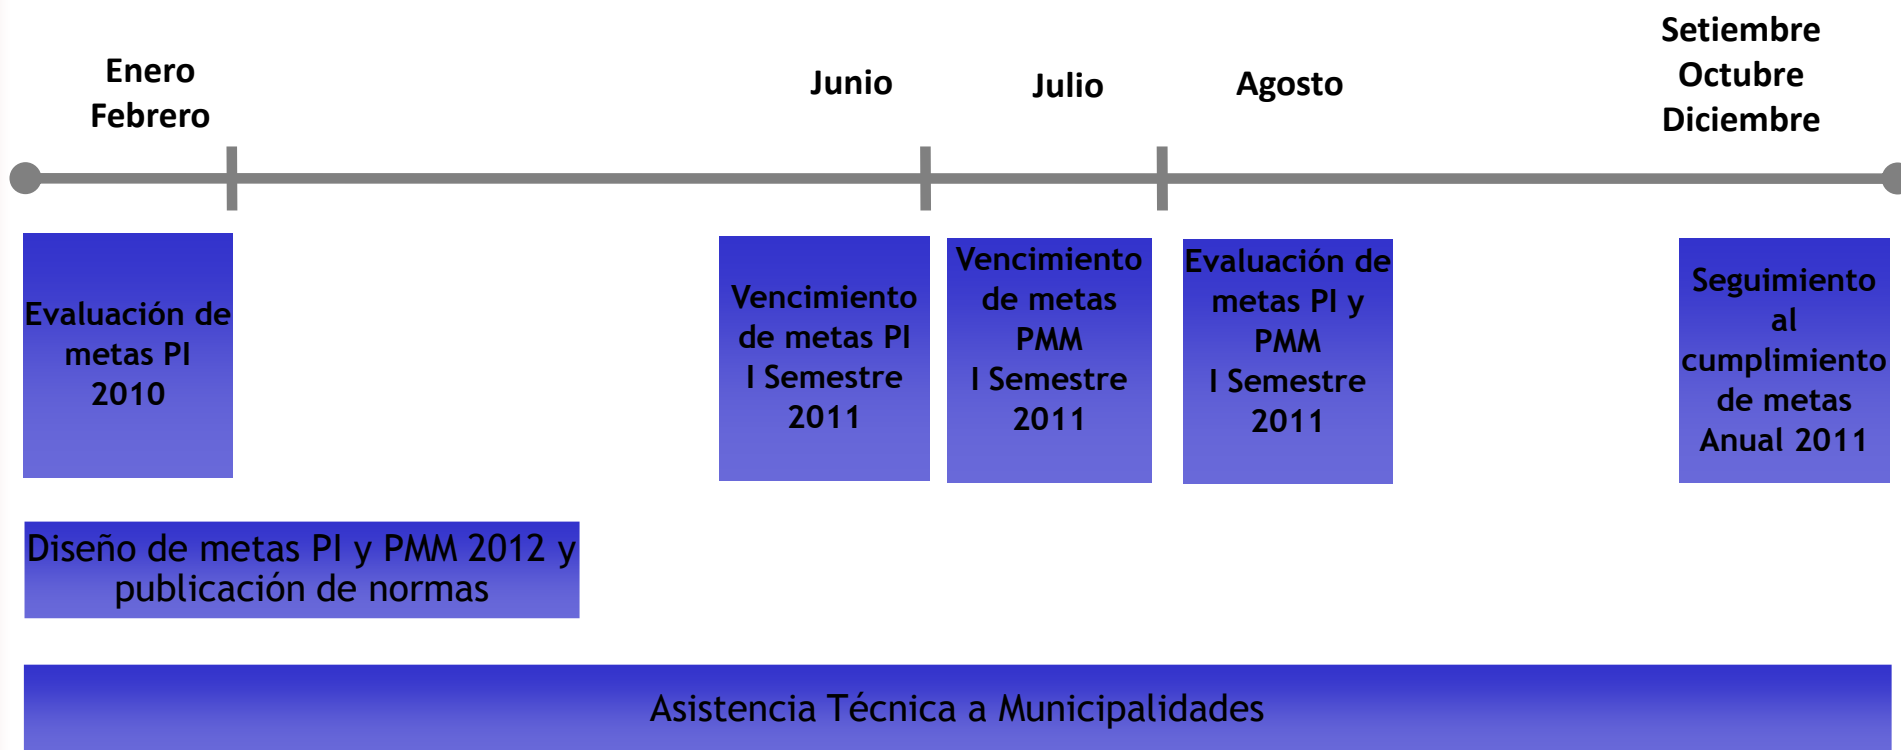 Enero
Febrero
Junio
Julio
Agosto
Setiembre
Octubre
Diciembre
Evaluación de
metas PI
2010
Vencimiento
de metas PI
I Semestre
2011
Vencimiento
de metas
PMM
I Semestre
2011
Evaluación de
metas PI y
PMM
I Semestre
2011
Seguimiento
al
cumplimiento
de metas
Anual 2011
Diseño de metas PI y PMM 2012 y
publicación de normas
Asistencia Técnica a Municipalidades